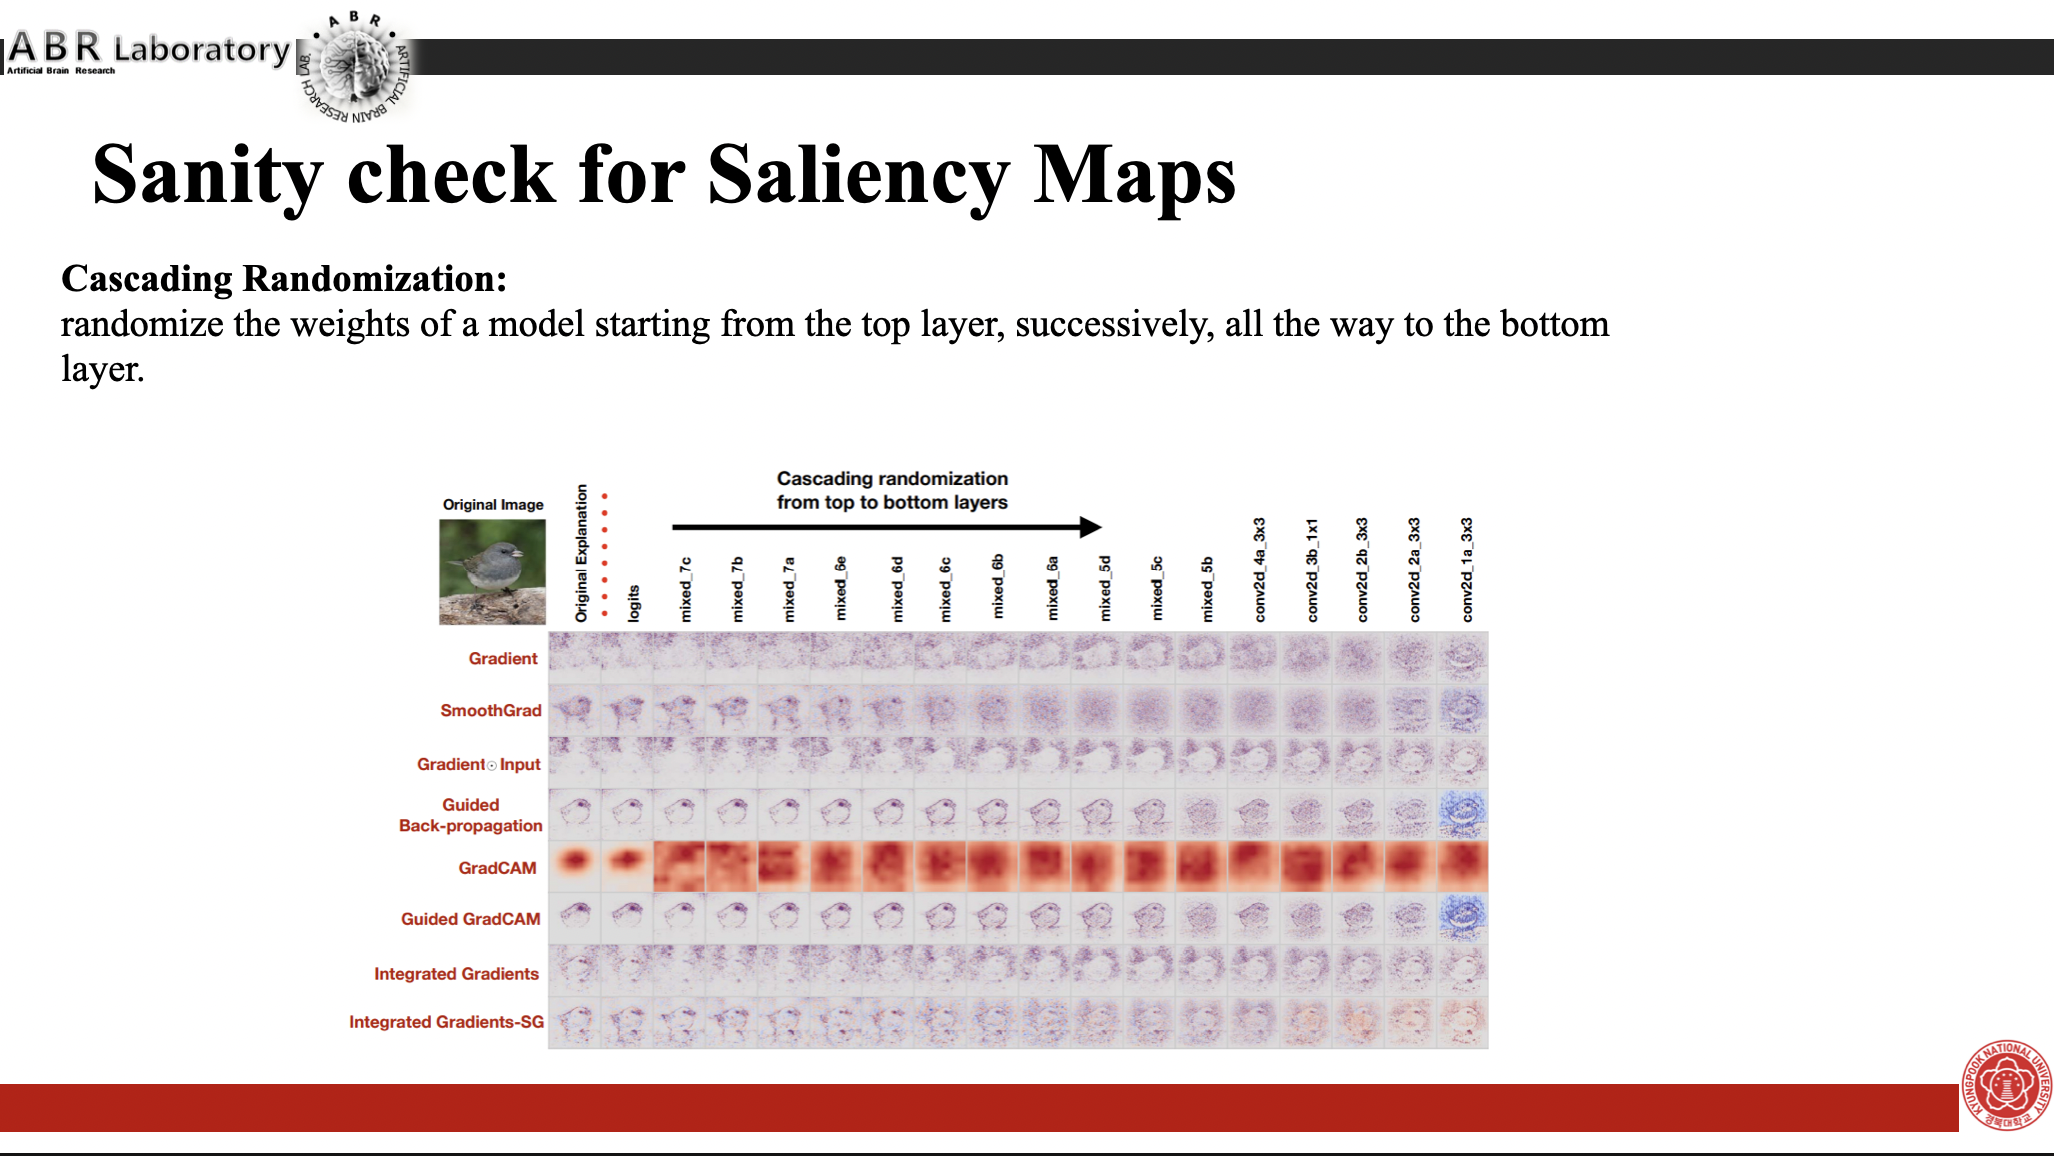 ABR Laboratory
Artificial Brain Research
A B R
ARTIFICIAL BRAIN RESEARCH LAB.
Sanity check for Saliency Maps
Cascading Randomization:
randomize the weights of a model starting from the top layer, successively, all the way to the bottom
layer.
Original Image
Cascading randomization
from top to bottom layers
Original Explanation
logits
mixed_7c
mixed_7b
mixed_7a
mixed_6e
mixed_6d
mixed_6c
mixed_6b
mixed_6a
mixed_5d
mixed_5c
mixed_5b
conv2d_4a_3x3
conv2d_3b_1x1
conv2d_2b_3x3
conv2d_2a_3x3
conv2d_1a_3x3
Gradient
SmoothGrad
Gradient⊙Input
Guided
Back-propagation
GradCAM
Guided GradCAM
Integrated Gradients
Integrated Gradients-SG
KYUNGPOOK NATIONAL UNIVERSITY
경북대학교